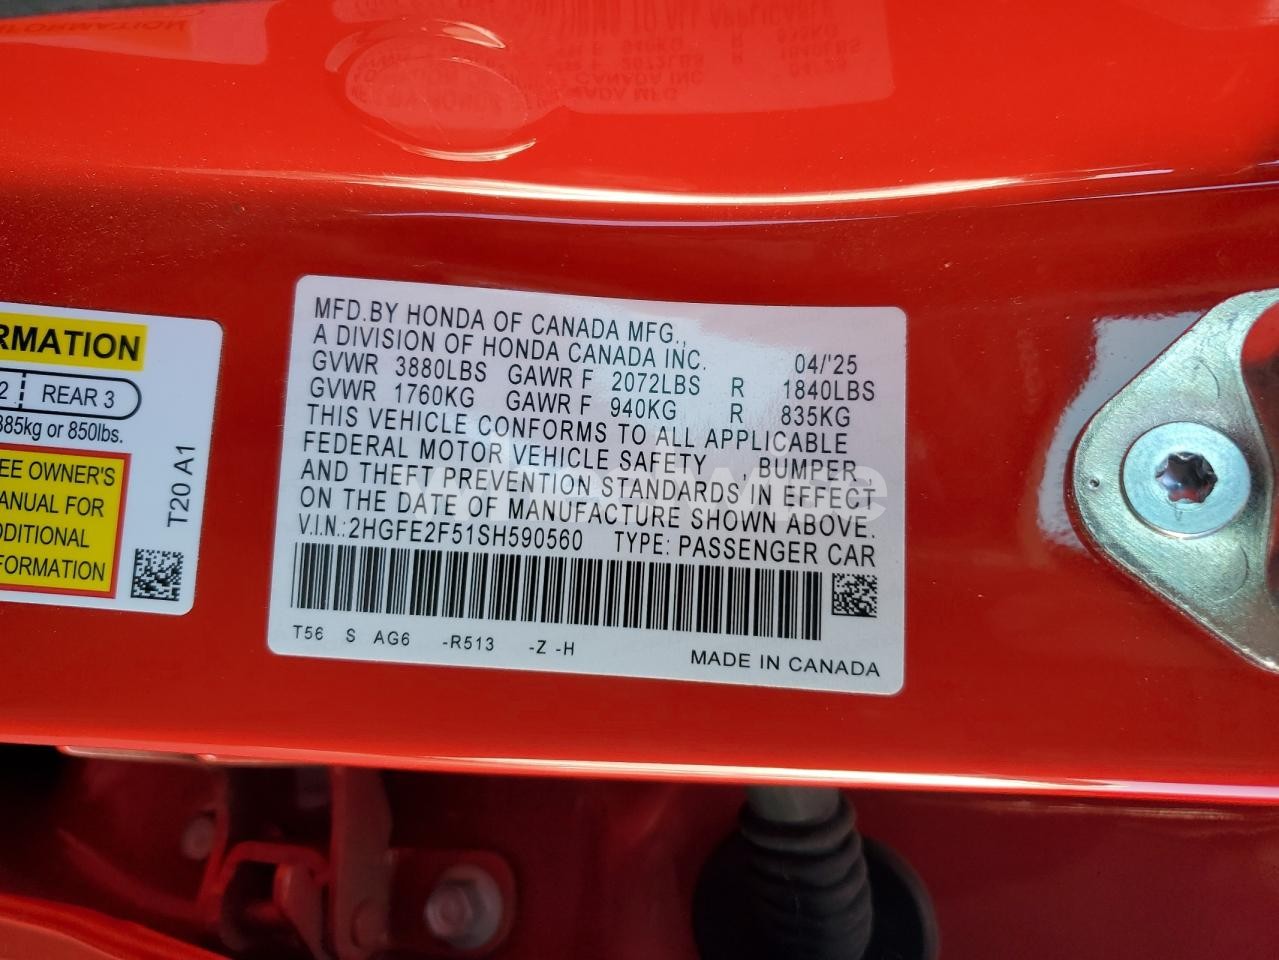 RMATION
2 REAR 3
385kg or 850lbs.
EE OWNER'S
ANUAL FOR
DDITIONAL
FORMATION
T20 A1
MFD.BY HONDA OF CANADA MFG.,
A DIVISION OF HONDA CANADA INC. 04/'25
GVWR 3880LBS GAWR F 2072LBS R 1840LBS
GVWR 1760KG GAWR F 940KG R 835KG
THIS VEHICLE CONFORMS TO ALL APPLICABLE
FEDERAL MOTOR VEHICLE SAFETY BUMPER
AND THEFT PREVENTION STANDARDS IN EFFECT
ON THE DATE OF MANUFACTURE SHOWN ABOVE.
V.I.N.:2HGFE2F51SH590560 TYPE: PASSENGER CAR
T56 S AG6 -R513 -Z -H
MADE IN CANADA